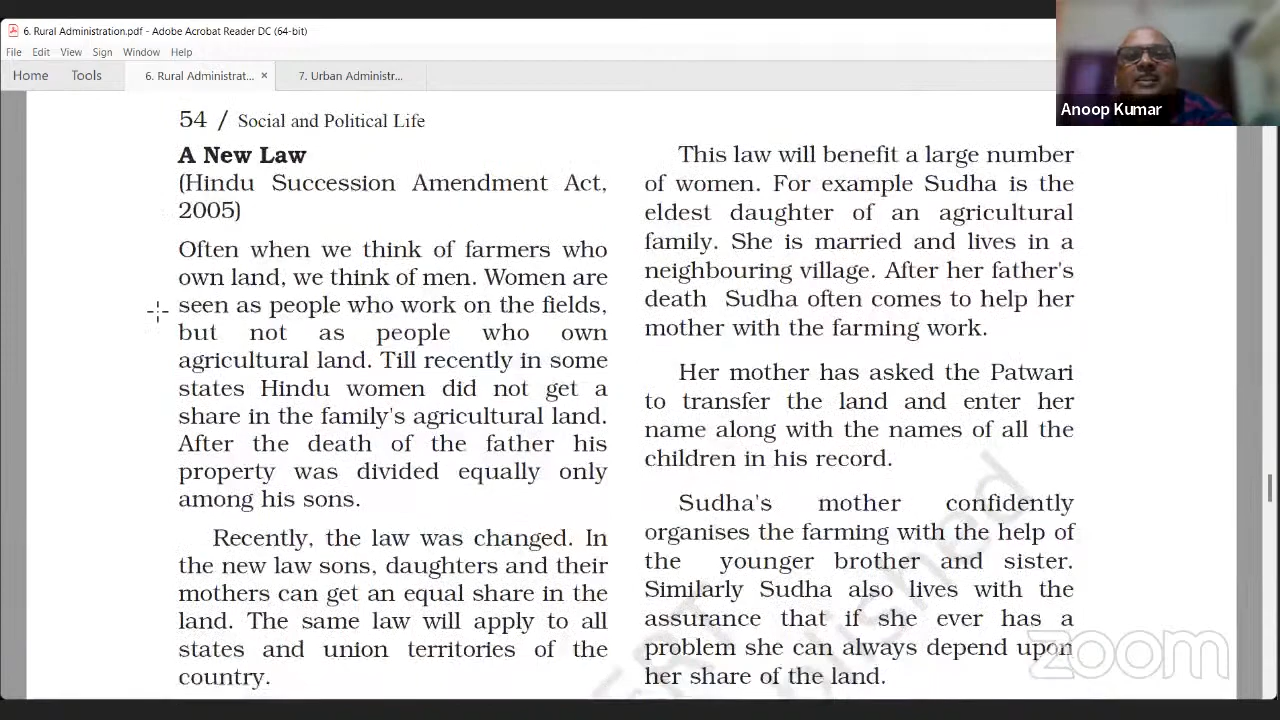 6. Rural Administration.pdf - Adobe Acrobat Reader DC (64-bit)
File Edit View Sign Window Help
Home Tools 6. Rural Administrat... × 7. Urban Administr...
Anoop Kumar
54 / Social and Political Life
A New Law
(Hindu Succession Amendment Act,
2005)
Often when we think of farmers who
own land, we think of men. Women are
seen as people who work on the fields,
but not as people who own
agricultural land. Till recently in some
states Hindu women did not get a
share in the family's agricultural land.
After the death of the father his
property was divided equally only
among his sons.
Recently, the law was changed. In
the new law sons, daughters and their
mothers can get an equal share in the
land. The same law will apply to all
states and union territories of the
country.
This law will benefit a large number
of women. For example Sudha is the
eldest daughter of an agricultural
family. She is married and lives in a
neighbouring village. After her father's
death Sudha often comes to help her
mother with the farming work.
Her mother has asked the Patwari
to transfer the land and enter her
name along with the names of all the
children in his record.
Sudha's mother confidently
organises the farming with the help of
the younger brother and sister.
Similarly Sudha also lives with the
assurance that if she ever has a
problem she can always depend upon
her share of the land.
zoom